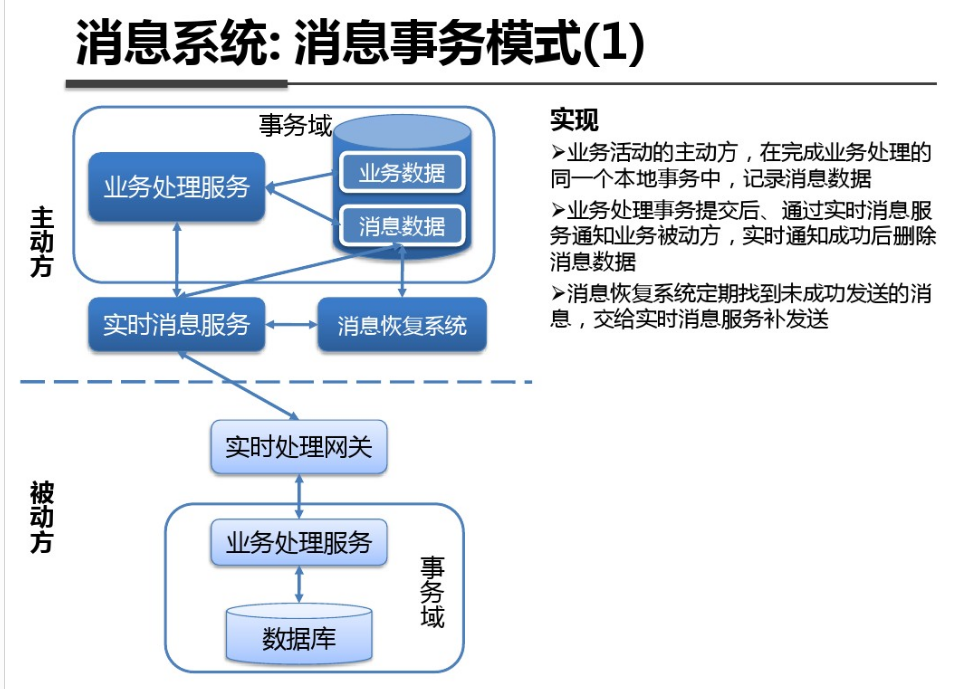 消息系统: 消息事务模式(1)
事务域
业务处理服务
业务数据
消息数据
主动方
实时消息服务
消息恢复系统
实时处理网关
被动方
业务处理服务
事务域
数据库
实现
➢业务活动的主动方，在完成业务处理的
同一个本地事务中，记录消息数据
➢业务处理事务提交后、通过实时消息服
务通知业务被动方，实时通知成功后删除
消息数据
➢消息恢复系统定期找到未成功发送的消
息，交给实时消息服务补发送